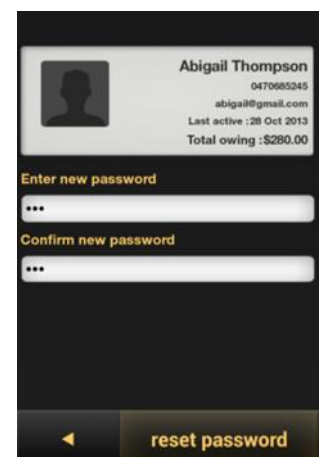 Abigail Thompson
0470685245
abigail@gmail.com
Last active :28 Oct 2013
Total owing :$280.00
Enter new password
•••
Confirm new password
•••
reset password